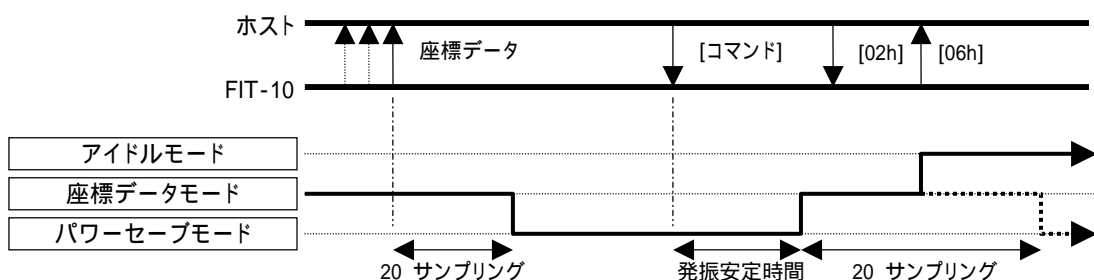 ホスト
座標データ
[コマンド]
[02h]
[06h]
FIT-10
アイドルモード
座標データモード
パワーセーブモード
20 サンプリング
発振安定時間
20 サンプリング